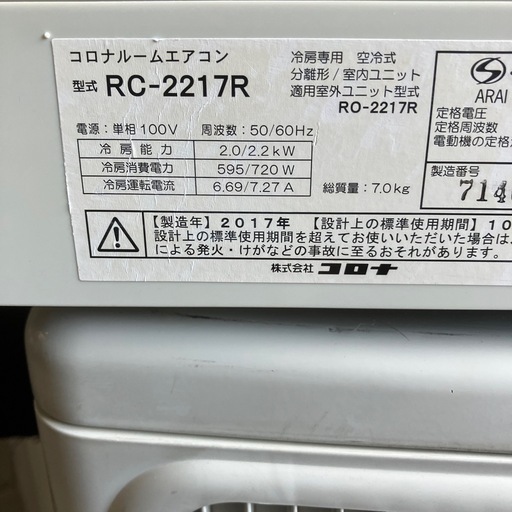 コロナルームエアコン
型式 RC-2217R
冷房専用 空冷式
分離形/室内ユニット
適用室外ユニット型式
RO-2217R
電源:単相100V 周波数:50/60Hz
冷房能力 2.0/2.2kW
冷房消費電力 595/720W
冷房運転電流 6.69/7.27A
総質量:7.0kg
ARAI
定格電圧
定格周波数
電動機の定格
製造番号
714
【製造年】2017年 【設計上の標準使用期間】10
設計上の標準使用期間を超えてお使いいただいた場合は、
による発火・けがなどの事故に至るおそれがあります。
株式会社 コロナ